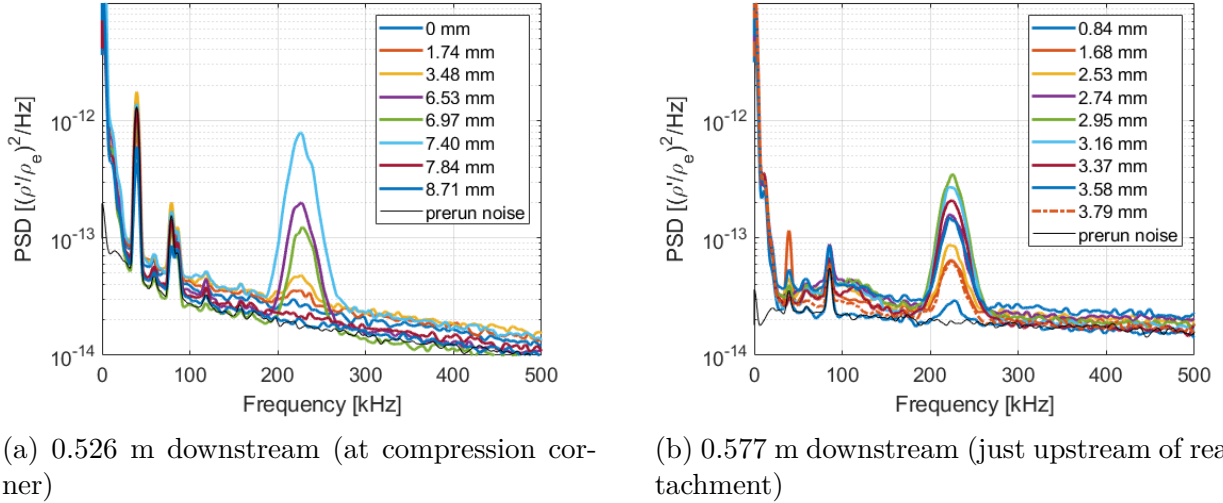 10^-12
10^-13
10^-14
PSD [(ρ'/ρ_e)^2/Hz]
0 mm
1.74 mm
3.48 mm
6.53 mm
6.97 mm
7.40 mm
7.84 mm
8.71 mm
prerun noise
0 100 200 300 400 500
Frequency [kHz]
(a) 0.526 m downstream (at compression cor-
ner)
10^-12
10^-13
10^-14
PSD [(ρ'/ρ_e)^2/Hz]
0.84 mm
1.68 mm
2.53 mm
2.74 mm
2.95 mm
3.16 mm
3.37 mm
3.58 mm
3.79 mm
prerun noise
0 100 200 300 400 500
Frequency [kHz]
(b) 0.577 m downstream (just upstream of rea
tachment)